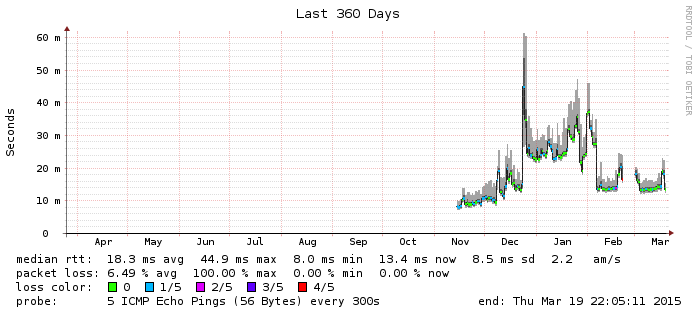 Last 360 Days
RRDTOOL / TOBI OETIKER
Seconds
60 m
50 m
40 m
30 m
20 m
10 m
0
Apr May Jun Jul Aug Sep Oct Nov Dec Jan Feb Mar
median rtt: 18.3 ms avg 44.9 ms max 8.0 ms min 13.4 ms now 8.5 ms sd 2.2 am/s
packet loss: 6.49 % avg 100.00 % max 0.00 % min 0.00 % now
loss color: 0 1/5 2/5 3/5 4/5
probe: 5 ICMP Echo Pings (56 Bytes) every 300s end: Thu Mar 19 22:05:11 2015